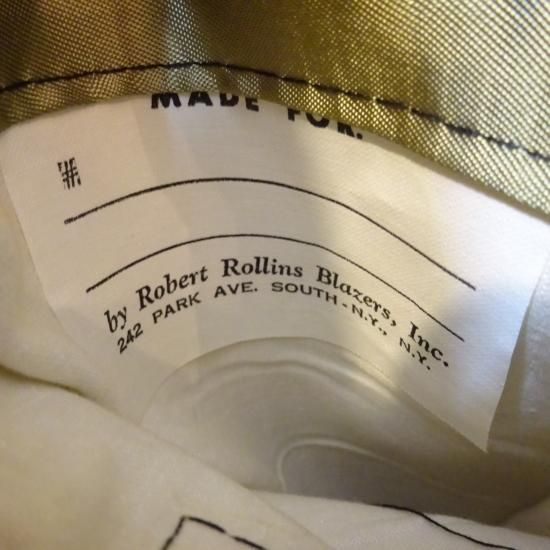 MADE FOR:
#
by Robert Rollins Blazers, Inc.
242 PARK AVE. SOUTH - N.Y., N.Y.